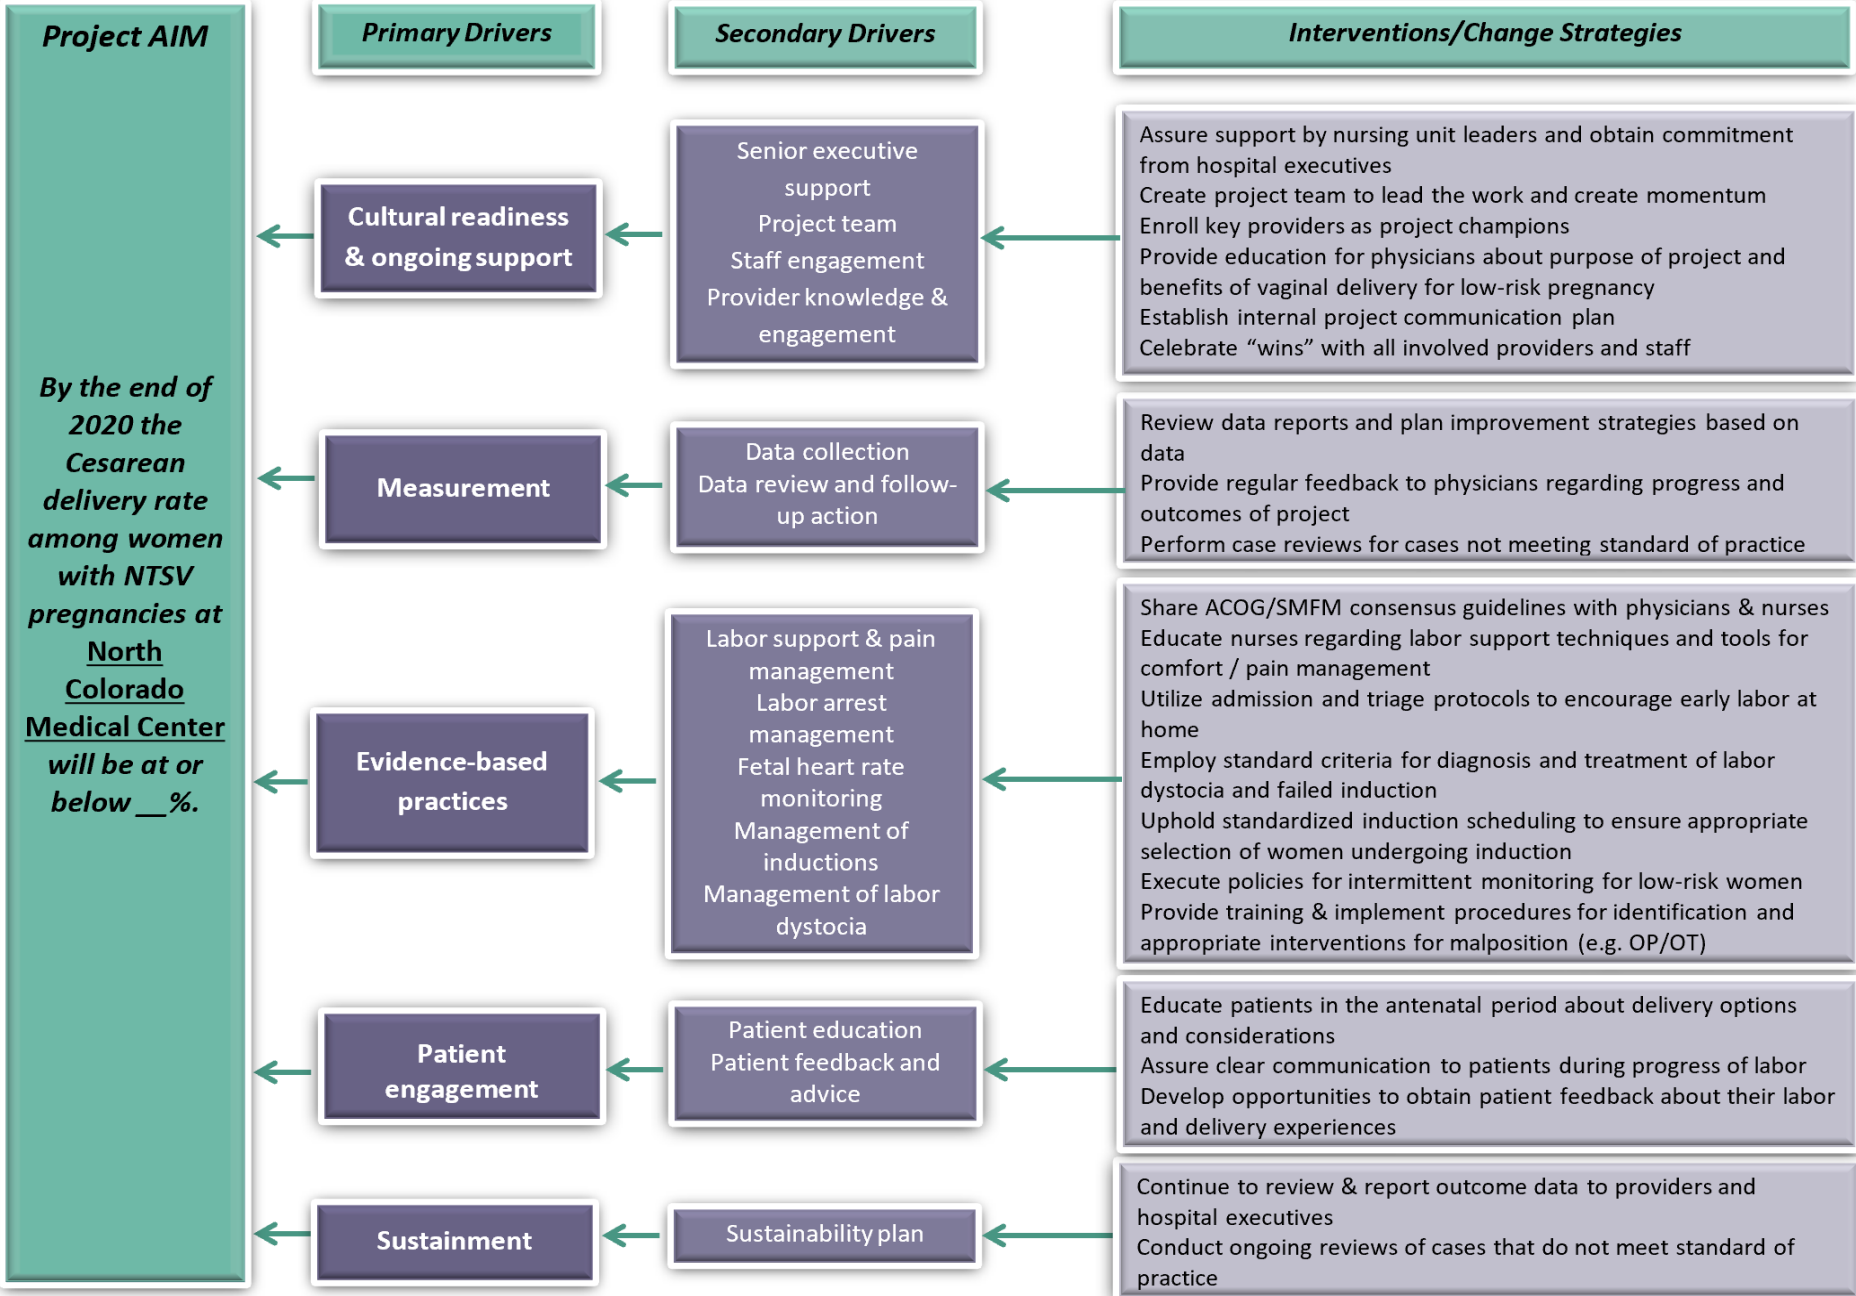 Project AIM
By the end of
2020 the
Cesarean
delivery rate
among women
with NTSV
pregnancies at
North
Colorado
Medical Center
will be at or
below __%.
Primary Drivers
Secondary Drivers
Interventions/Change Strategies
Cultural readiness
& ongoing support
Senior executive
support
Project team
Staff engagement
Provider knowledge &
engagement
Assure support by nursing unit leaders and obtain commitment
from hospital executives
Create project team to lead the work and create momentum
Enroll key providers as project champions
Provide education for physicians about purpose of project and
benefits of vaginal delivery for low-risk pregnancy
Establish internal project communication plan
Celebrate “wins” with all involved providers and staff
Measurement
Data collection
Data review and follow-
up action
Review data reports and plan improvement strategies based on
data
Provide regular feedback to physicians regarding progress and
outcomes of project
Perform case reviews for cases not meeting standard of practice
Evidence-based
practices
Labor support & pain
management
Labor arrest
management
Fetal heart rate
monitoring
Management of
inductions
Management of labor
dystocia
Share ACOG/SMFM consensus guidelines with physicians & nurses
Educate nurses regarding labor support techniques and tools for
comfort / pain management
Utilize admission and triage protocols to encourage early labor at
home
Employ standard criteria for diagnosis and treatment of labor
dystocia and failed induction
Uphold standardized induction scheduling to ensure appropriate
selection of women undergoing induction
Execute policies for intermittent monitoring for low-risk women
Provide training & implement procedures for identification and
appropriate interventions for malposition (e.g. OP/OT)
Patient
engagement
Patient education
Patient feedback and
advice
Educate patients in the antenatal period about delivery options
and considerations
Assure clear communication to patients during progress of labor
Develop opportunities to obtain patient feedback about their labor
and delivery experiences
Sustainment
Sustainability plan
Continue to review & report outcome data to providers and
hospital executives
Conduct ongoing reviews of cases that do not meet standard of
practice